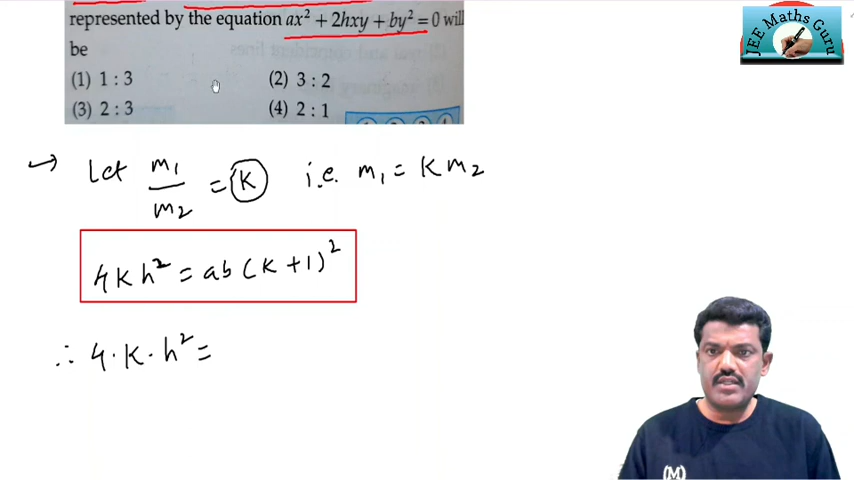 represented by the equation ax² + 2hxy + by² = 0 will
be
(1) 1 : 3 (2) 3 : 2
(3) 2 : 3 (4) 2 : 1
JEE Maths Guru
Let m₁/m₂ = K i.e. m₁ = K m₂
4Kh² = ab(K+1)²
∴ 4·K·h² =
(M)